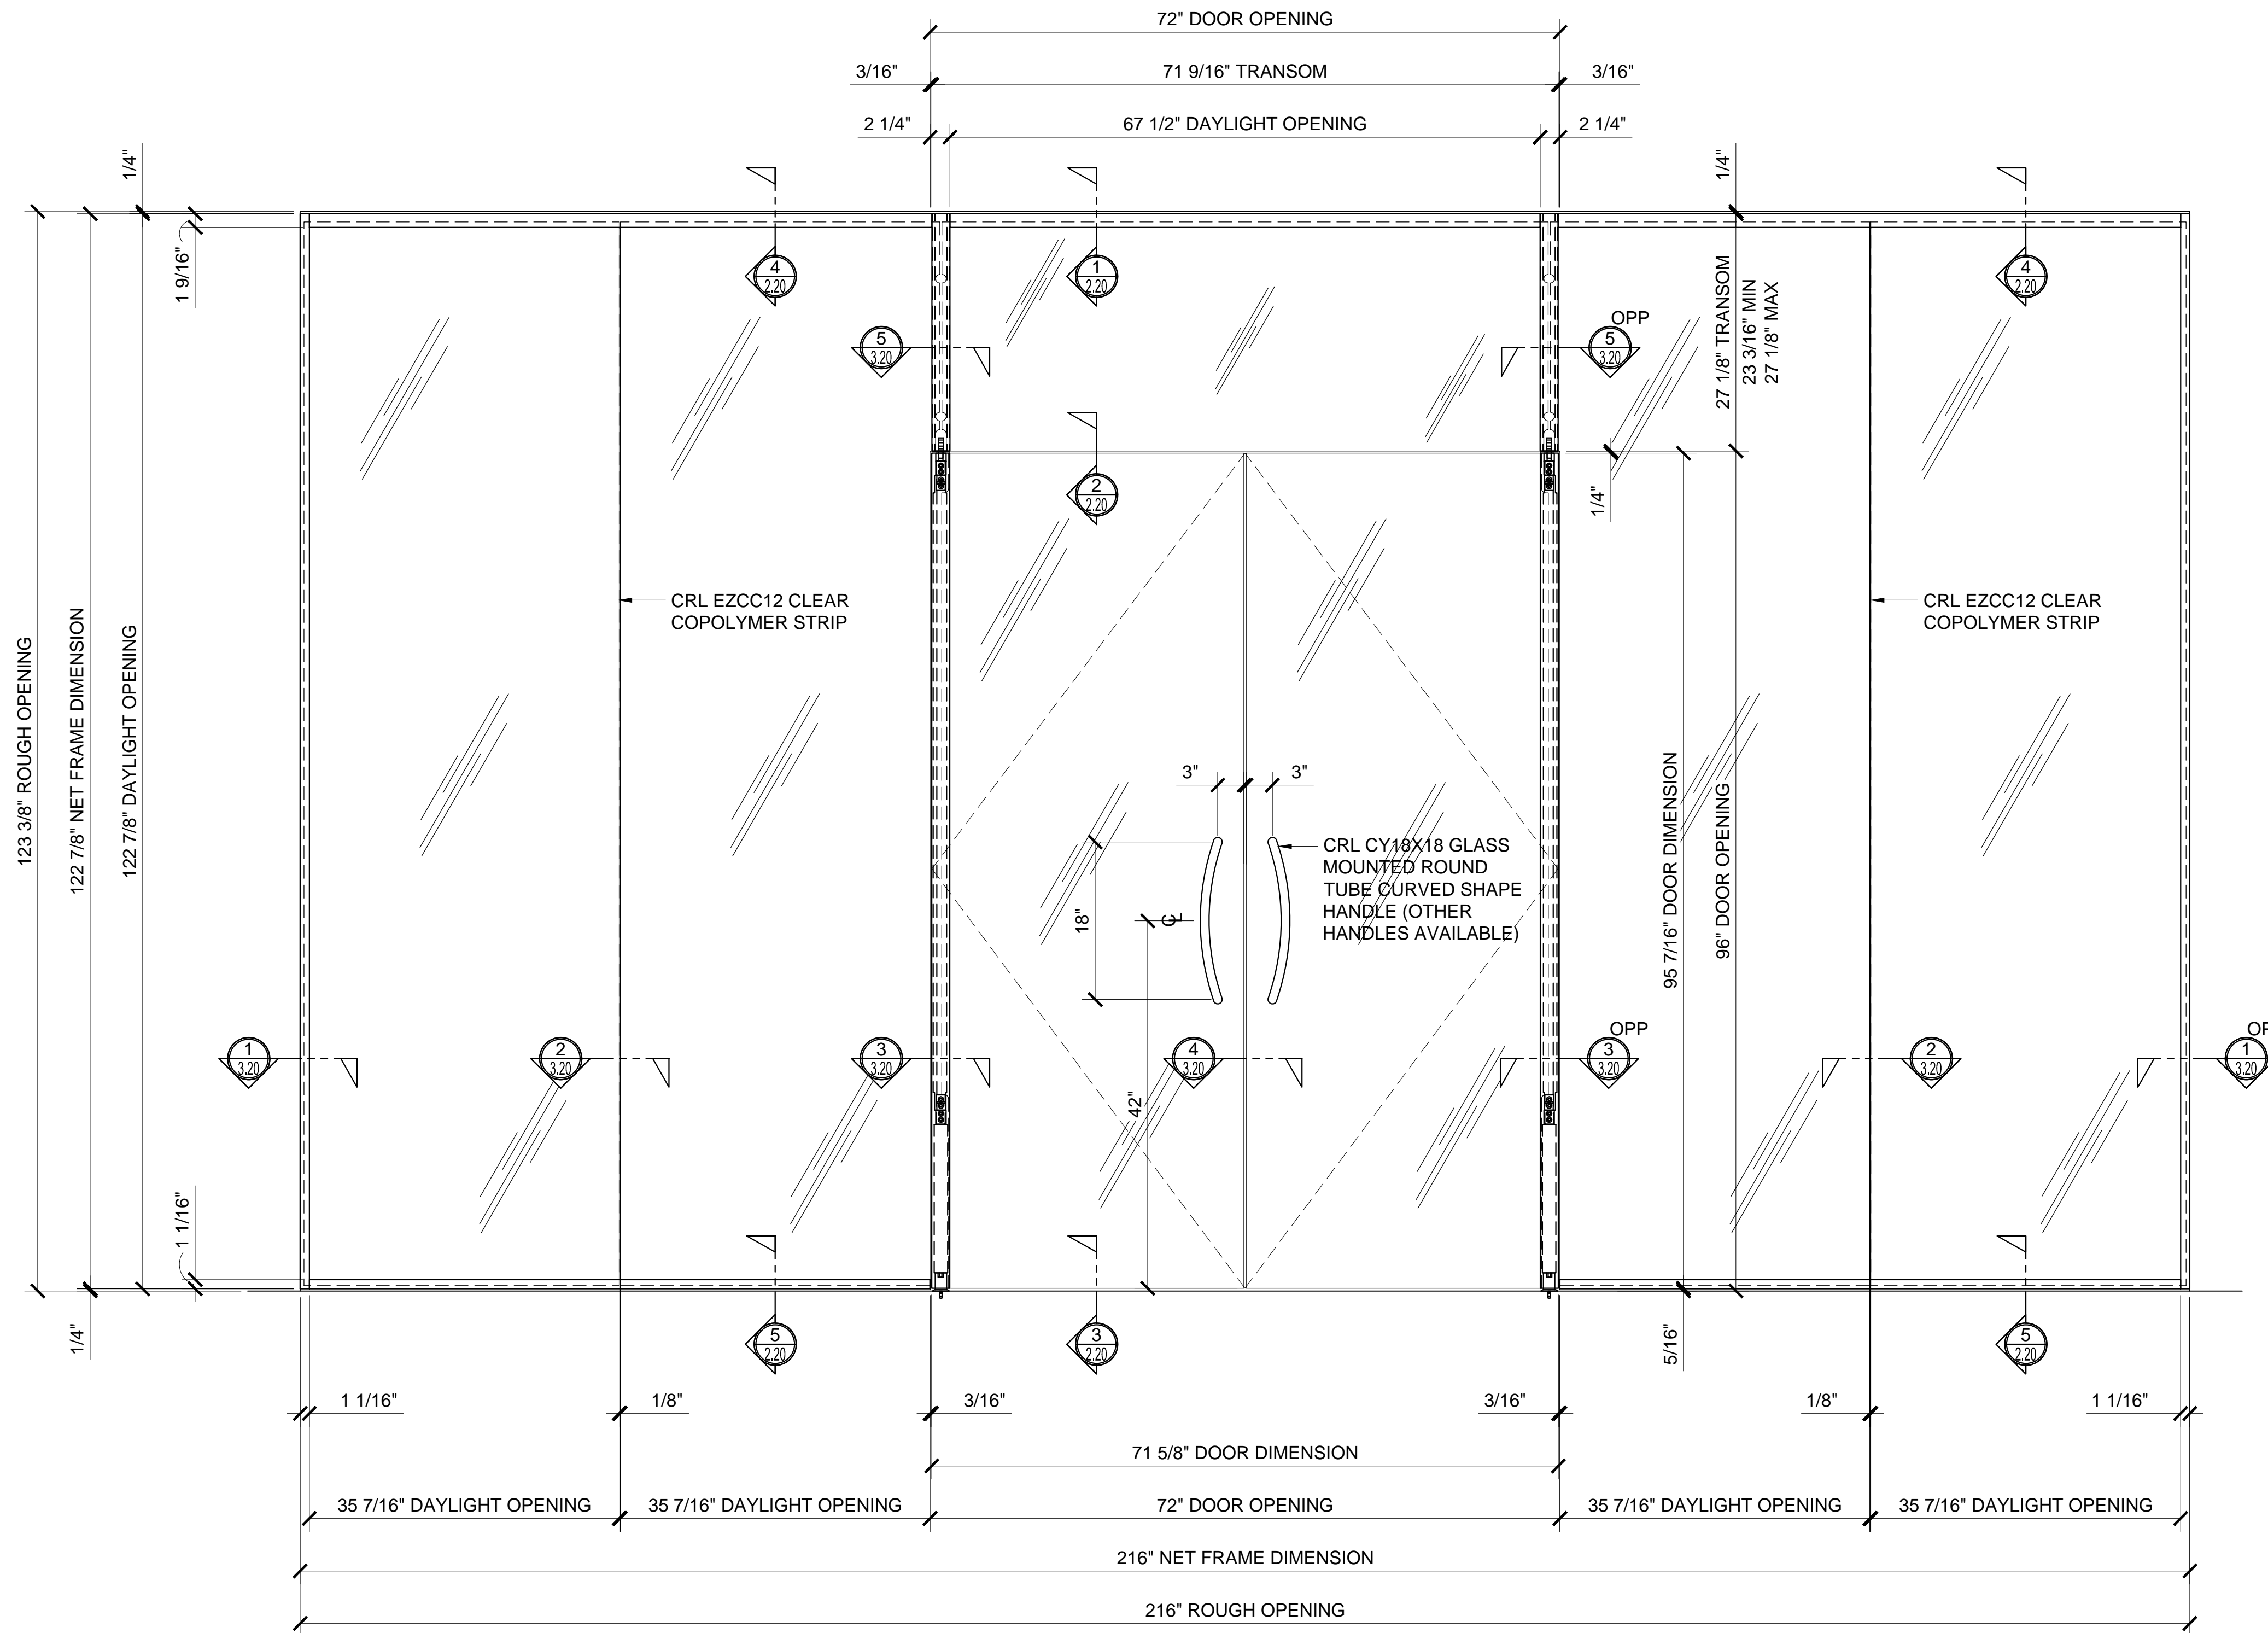 72" DOOR OPENING
3/16"
71 9/16" TRANSOM
3/16"
2 1/4"
67 1/2" DAYLIGHT OPENING
2 1/4"
1/4"
1/4"
1 9/16"
4
2.20
1
2.20
4
2.20
5
3.20
OPP
5
3.20
27 1/8" TRANSOM
23 3/16" MIN
27 1/8" MAX
2
2.20
1/4"
CRL EZCC12 CLEAR
COPOLYMER STRIP
CRL EZCC12 CLEAR
COPOLYMER STRIP
123 3/8" ROUGH OPENING
122 7/8" NET FRAME DIMENSION
122 7/8" DAYLIGHT OPENING
3"
3"
CRL CY18X18 GLASS
MOUNTED ROUND
TUBE CURVED SHAPE
HANDLE (OTHER
HANDLES AVAILABLE)
18"
CL
95 7/16" DOOR DIMENSION
96" DOOR OPENING
42"
1
3.20
2
3.20
3
3.20
4
3.20
OPP
3
3.20
2
3.20
OP
1
3.20
1 1/16"
1/4"
5
2.20
3
2.20
5/16"
5
2.20
1 1/16"
1/8"
3/16"
3/16"
1/8"
1 1/16"
71 5/8" DOOR DIMENSION
35 7/16" DAYLIGHT OPENING
35 7/16" DAYLIGHT OPENING
72" DOOR OPENING
35 7/16" DAYLIGHT OPENING
35 7/16" DAYLIGHT OPENING
216" NET FRAME DIMENSION
216" ROUGH OPENING